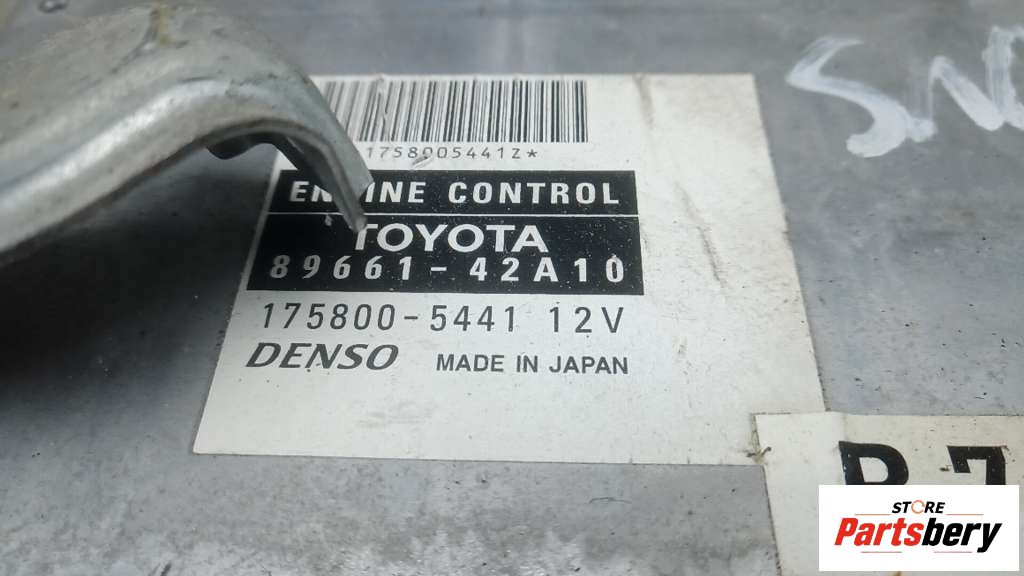 1758005441Z*
ENGINE CONTROL
TOYOTA
89661-42A10
175800-5441 12V
DENSO MADE IN JAPAN
STORE
Partsbery